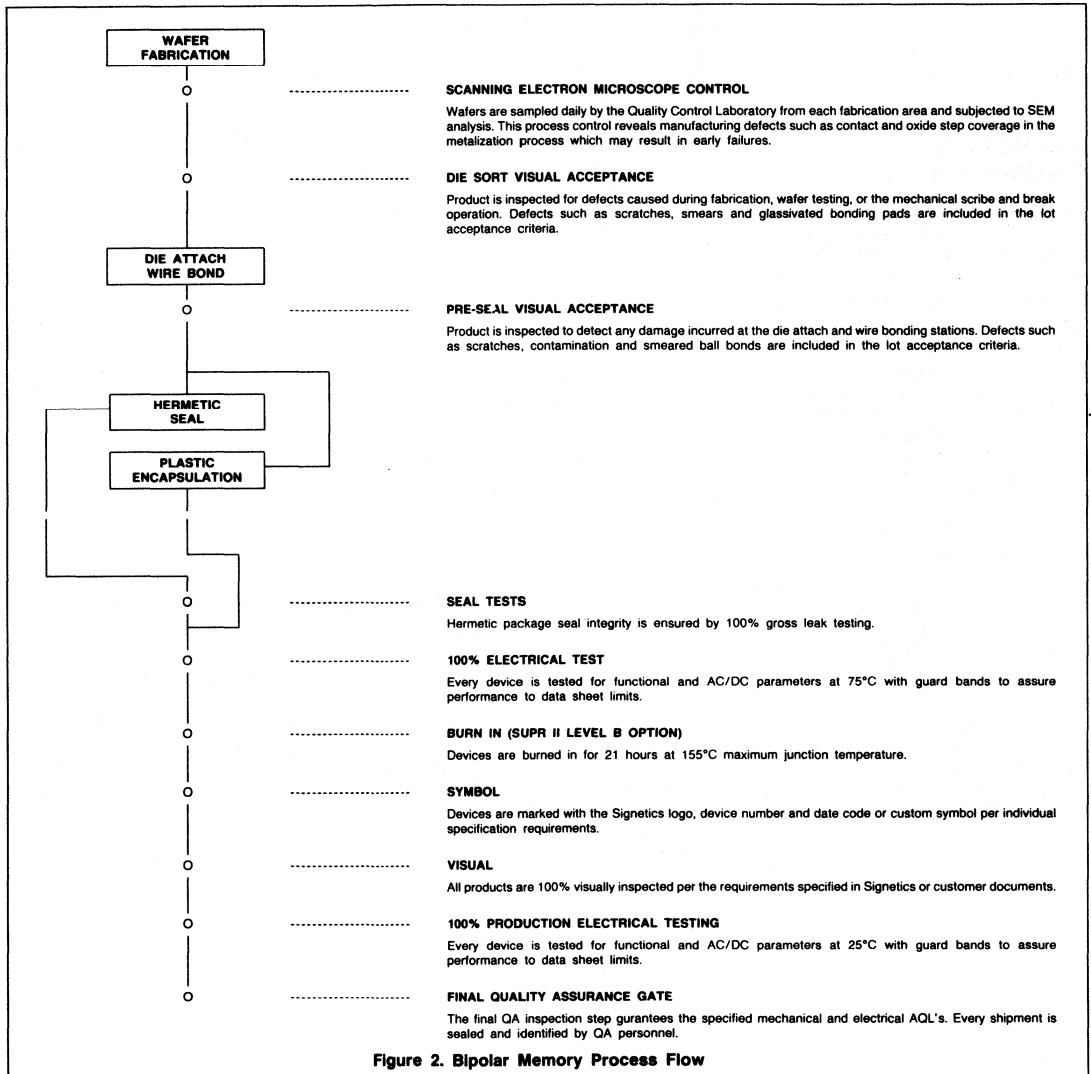 WAFER
FABRICATION
SCANNING ELECTRON MICROSCOPE CONTROL
Wafers are sampled daily by the Quality Control Laboratory from each fabrication area and subjected to SEM
analysis. This process control reveals manufacturing defects such as contact and oxide step coverage in the
metalization process which may result in early failures.
DIE SORT VISUAL ACCEPTANCE
Product is inspected for defects caused during fabrication, wafer testing, or the mechanical scribe and break
operation. Defects such as scratches, smears and glassivated bonding pads are included in the lot
acceptance criteria.
DIE ATTACH
WIRE BOND
PRE-SEAL VISUAL ACCEPTANCE
Product is inspected to detect any damage incurred at the die attach and wire bonding stations. Defects such
as scratches, contamination and smeared ball bonds are included in the lot acceptance criteria.
HERMETIC
SEAL
PLASTIC
ENCAPSULATION
SEAL TESTS
Hermetic package seal integrity is ensured by 100% gross leak testing.
100% ELECTRICAL TEST
Every device is tested for functional and AC/DC parameters at 75°C with guard bands to assure
performance to data sheet limits.
BURN IN (SUPR II LEVEL B OPTION)
Devices are burned in for 21 hours at 155°C maximum junction temperature.
SYMBOL
Devices are marked with the Signetics logo, device number and date code or custom symbol per individual
specification requirements.
VISUAL
All products are 100% visually inspected per the requirements specified in Signetics or customer documents.
100% PRODUCTION ELECTRICAL TESTING
Every device is tested for functional and AC/DC parameters at 25°C with guard bands to assure
performance to data sheet limits.
FINAL QUALITY ASSURANCE GATE
The final QA inspection step gurantees the specified mechanical and electrical AQL's. Every shipment is
sealed and identified by QA personnel.
Figure 2. Bipolar Memory Process Flow